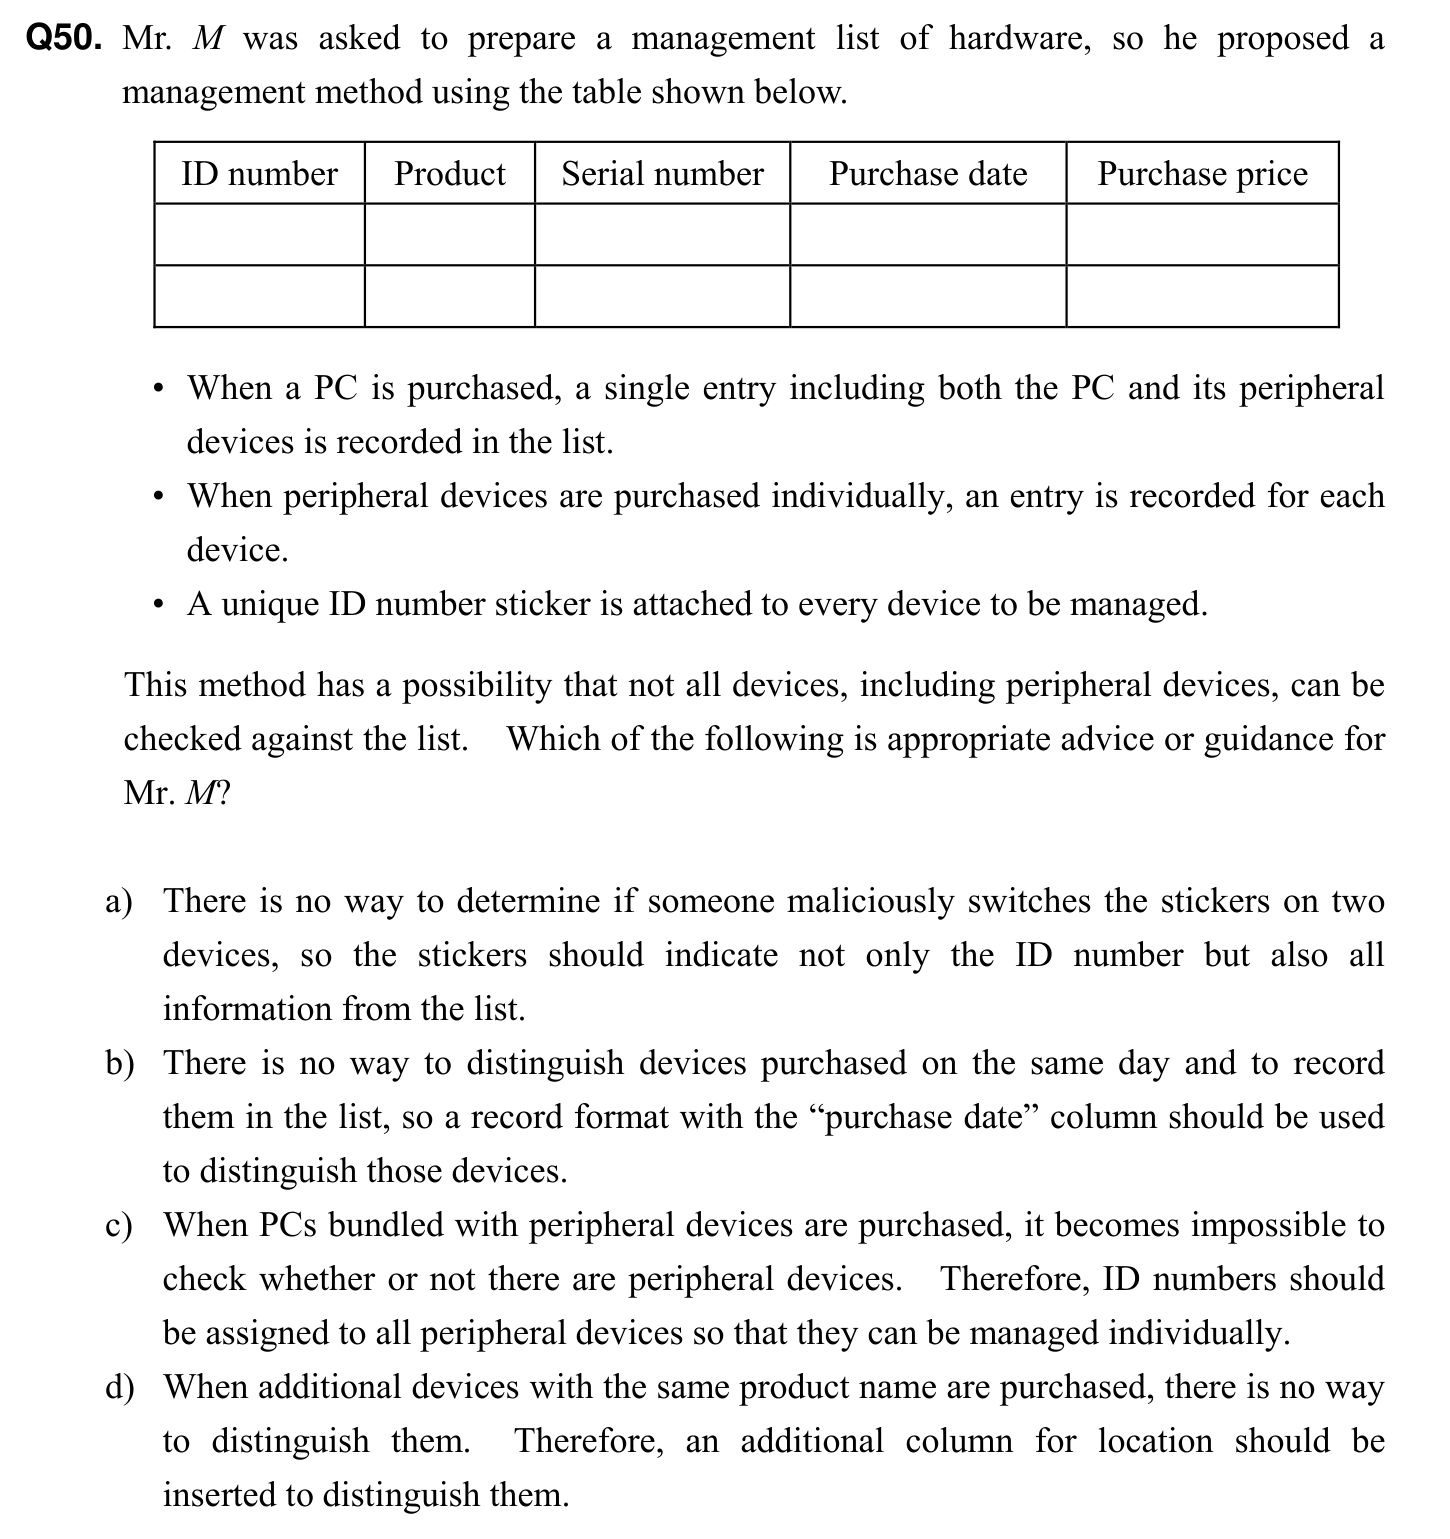 Q50. Mr. M was asked to prepare a management list of hardware, so he proposed a
management method using the table shown below.
ID number Product Serial number Purchase date Purchase price
• When a PC is purchased, a single entry including both the PC and its peripheral
devices is recorded in the list.
• When peripheral devices are purchased individually, an entry is recorded for each
device.
• A unique ID number sticker is attached to every device to be managed.
This method has a possibility that not all devices, including peripheral devices, can be
checked against the list. Which of the following is appropriate advice or guidance for
Mr. M?
a) There is no way to determine if someone maliciously switches the stickers on two
devices, so the stickers should indicate not only the ID number but also all
information from the list.
b) There is no way to distinguish devices purchased on the same day and to record
them in the list, so a record format with the “purchase date” column should be used
to distinguish those devices.
c) When PCs bundled with peripheral devices are purchased, it becomes impossible to
check whether or not there are peripheral devices. Therefore, ID numbers should
be assigned to all peripheral devices so that they can be managed individually.
d) When additional devices with the same product name are purchased, there is no way
to distinguish them. Therefore, an additional column for location should be
inserted to distinguish them.